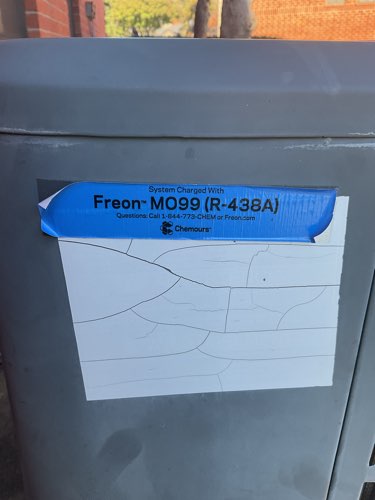 System Charged With
Freon™ MO99 (R-438A)
Questions: Call 1-844-773-CHEM or Freon.com
Chemours™